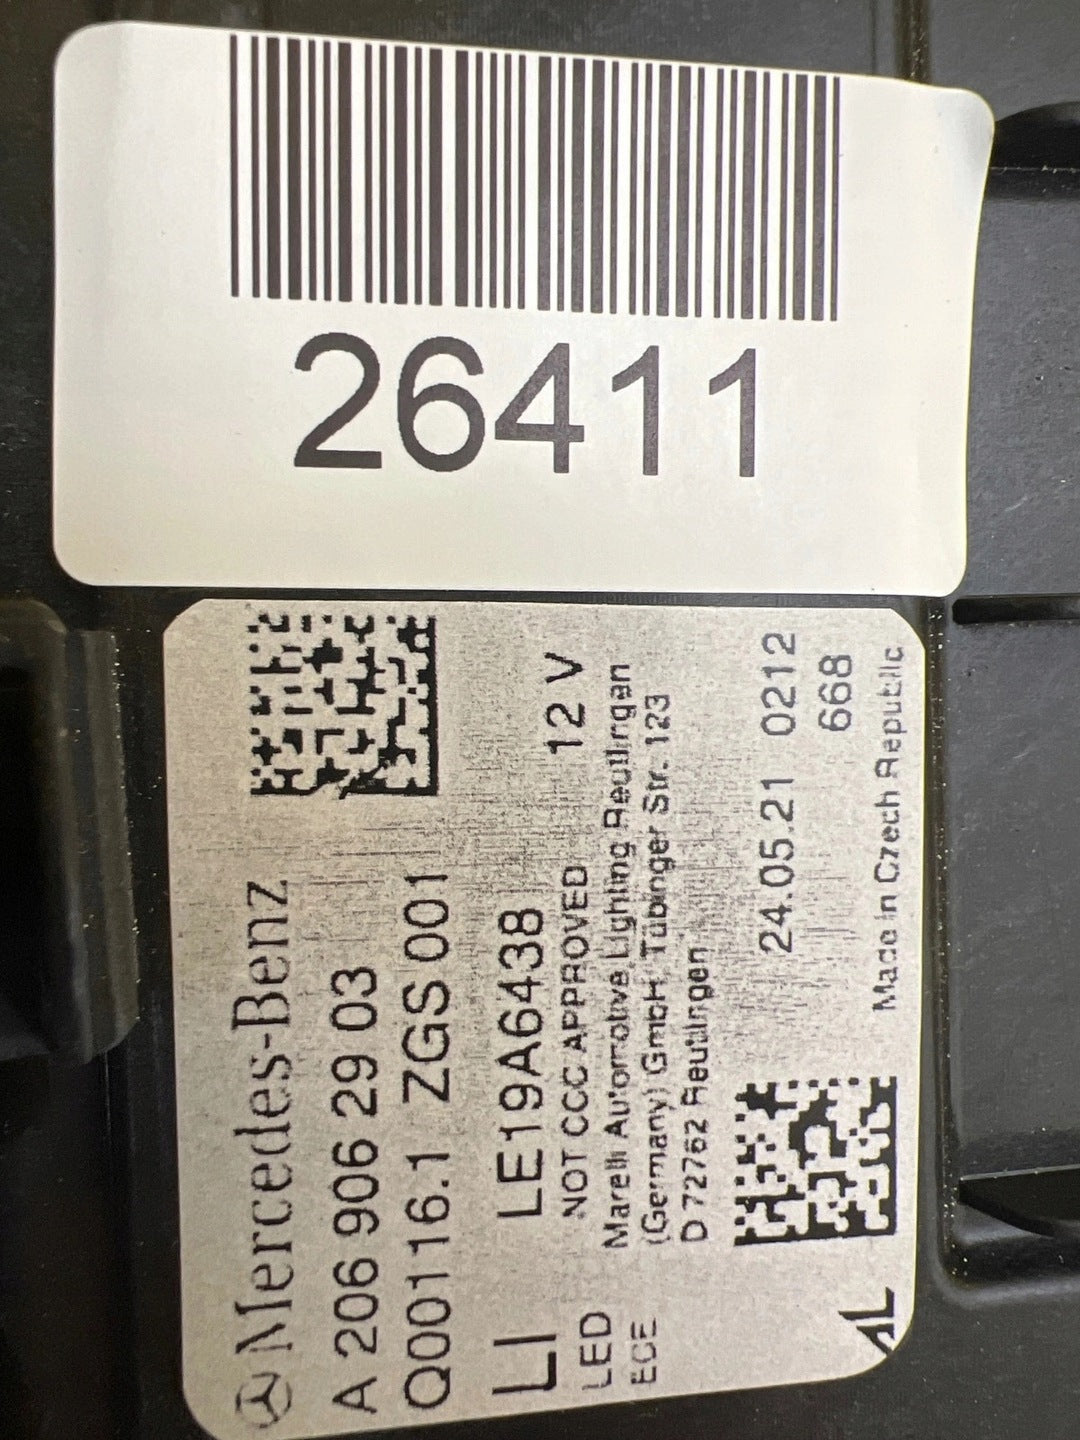 26411
Mercedes-Benz
A 206 906 29 03
Q00116.1 ZGS 001
LI LE19A6438 12 V
LED NOT CCC APPROVED
ECE Marelli Automotive Lighting Reutlingen
(Germany) GmbH, Tübinger Str. 123
D 72762 Reutlingen
24.05.21 0212
668
AL Made in Czech Republic